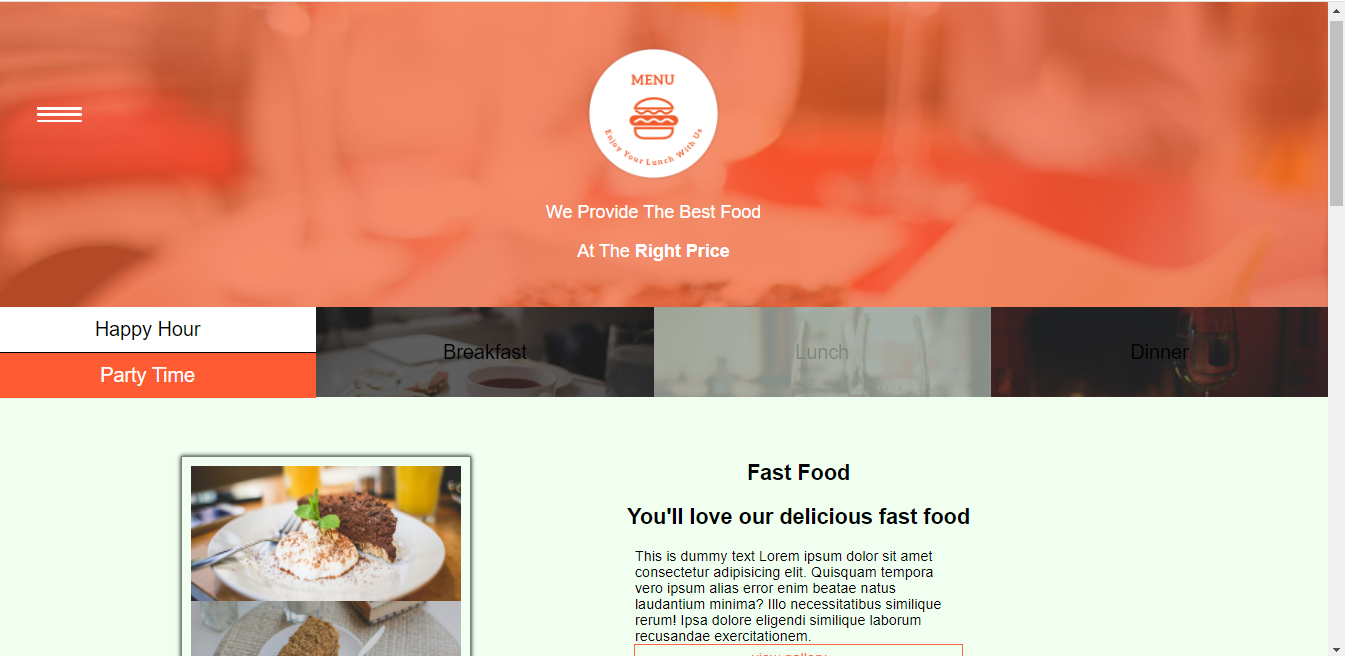 MENU
Enjoy Your Lunch With Us
We Provide The Best Food
At The Right Price
Happy Hour
Party Time
Breakfast
Lunch
Dinner
Fast Food
You'll love our delicious fast food
This is dummy text Lorem ipsum dolor sit amet
consectetur adipisicing elit. Quisquam tempora
vero ipsum alias error enim beatae natus
laudantium minima? Illo necessitatibus similique
rerum! Ipsa dolore eligendi similique laborum
recusandae exercitationem.
view gallery